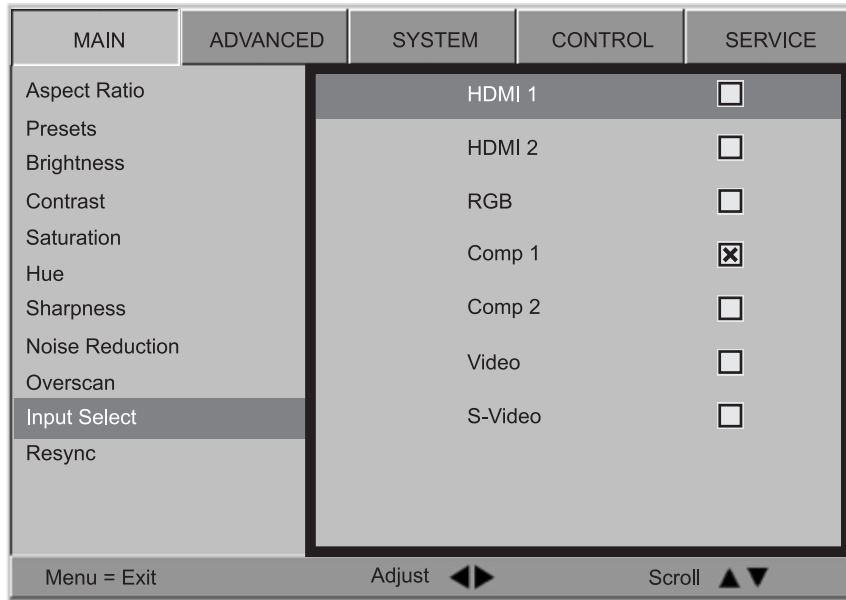 MAIN ADVANCED SYSTEM CONTROL SERVICE
Aspect Ratio
Presets
Brightness
Contrast
Saturation
Hue
Sharpness
Noise Reduction
Overscan
Input Select
Resync
HDMI 1
HDMI 2
RGB
Comp 1
Comp 2
Video
S-Video
Menu = Exit Adjust Scroll